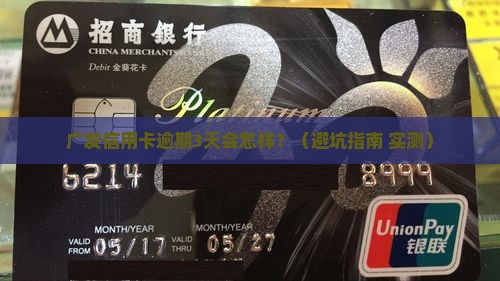 招商银行
CHINA MERCHANTS
Debit 金葵花卡
Platinum
广发信用卡逾期3天会怎样？（避坑指南 实测）
6214 8999
MONTH/YEAR MONTH/YEAR
VALID FROM 05/17 VALID THRU 05/27
UnionPay
银联